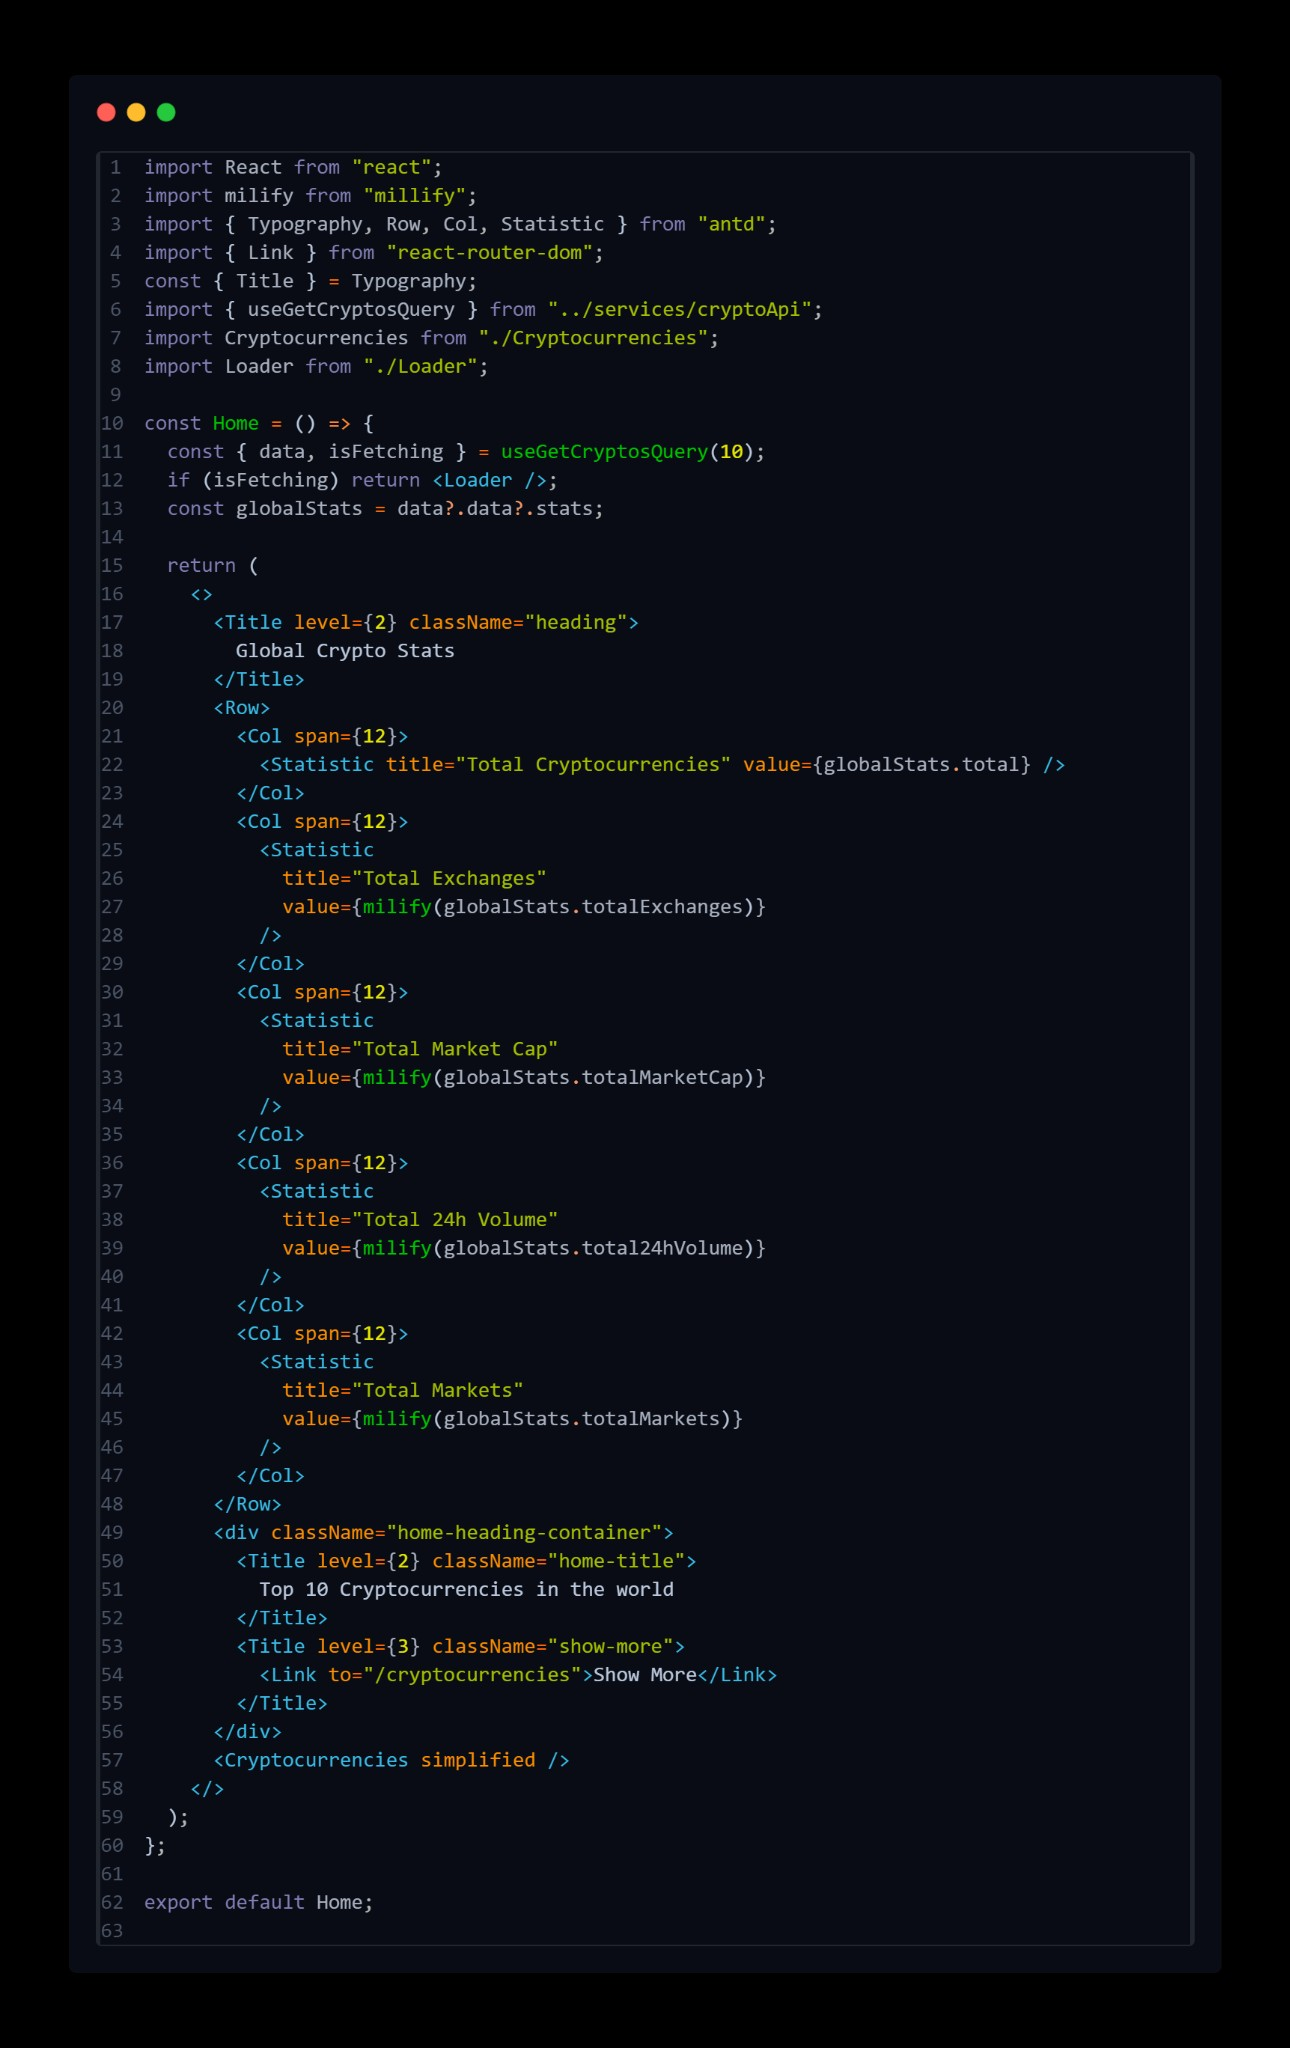 1 import React from "react";
2 import milify from "millify";
3 import { Typography, Row, Col, Statistic } from "antd";
4 import { Link } from "react-router-dom";
5 const { Title } = Typography;
6 import { useGetCryptosQuery } from "../services/cryptoApi";
7 import Cryptocurrencies from "./Cryptocurrencies";
8 import Loader from "./Loader";
9
10 const Home = () => {
11   const { data, isFetching } = useGetCryptosQuery(10);
12   if (isFetching) return <Loader />;
13   const globalStats = data?.data?.stats;
14
15   return (
16     <>
17       <Title level={2} className="heading">
18         Global Crypto Stats
19       </Title>
20       <Row>
21         <Col span={12}>
22           <Statistic title="Total Cryptocurrencies" value={globalStats.total} />
23         </Col>
24         <Col span={12}>
25           <Statistic
26             title="Total Exchanges"
27             value={milify(globalStats.totalExchanges)}
28           />
29         </Col>
30         <Col span={12}>
31           <Statistic
32             title="Total Market Cap"
33             value={milify(globalStats.totalMarketCap)}
34           />
35         </Col>
36         <Col span={12}>
37           <Statistic
38             title="Total 24h Volume"
39             value={milify(globalStats.total24hVolume)}
40           />
41         </Col>
42         <Col span={12}>
43           <Statistic
44             title="Total Markets"
45             value={milify(globalStats.totalMarkets)}
46           />
47         </Col>
48       </Row>
49       <div className="home-heading-container">
50         <Title level={2} className="home-title">
51           Top 10 Cryptocurrencies in the world
52         </Title>
53         <Title level={3} className="show-more">
54           <Link to="/cryptocurrencies">Show More</Link>
55         </Title>
56       </div>
57       <Cryptocurrencies simplified />
58     </>
59   );
60 };
61
62 export default Home;
63